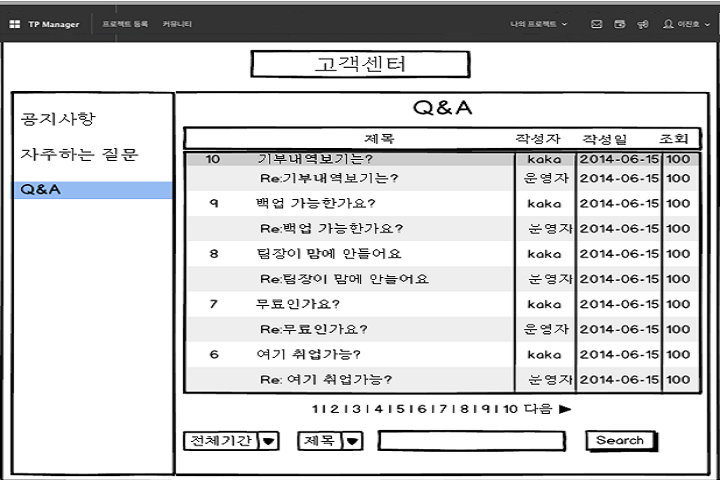 TP Manager 프로젝트 등록 커뮤니티 나의 프로젝트 이진호
고객센터
공지사항
자주하는 질문
Q&A
Q&A
제목 작성자 작성일 조회
10 기부내역보기는? kaka 2014-06-15 100
Re:기부내역보기는? 운영자 2014-06-15 100
9 백업 가능한가요? kaka 2014-06-15 100
Re:백업 가능한가요? 운영자 2014-06-15 100
8 팀장이 맘에 안들어요 kaka 2014-06-15 100
Re:팀장이 맘에 안들어요 운영자 2014-06-15 100
7 무료인가요? kaka 2014-06-15 100
Re:무료인가요? 운영자 2014-06-15 100
6 여기 취업가능? kaka 2014-06-15 100
Re: 여기 취업가능? 운영자 2014-06-15 100
1|2|3|4|5|6|7|8|9|10 다음 ▶
전체기간 제목 Search